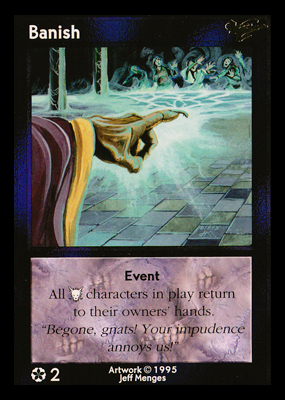 Banish
Event
All characters in play return
to their owners' hands.
"Begone, gnats! Your impudence
annoys us!"
2
Artwork © 1995
Jeff Menges